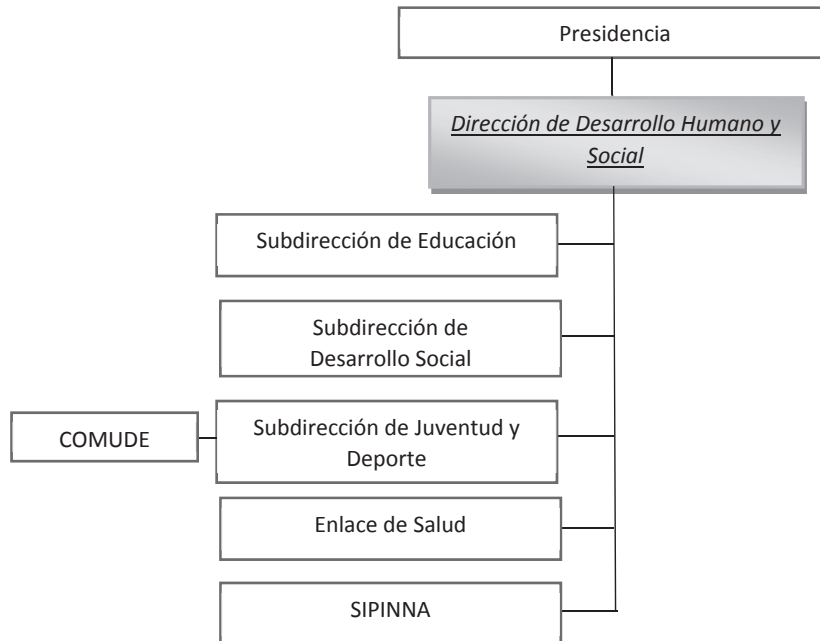 Presidencia
Dirección de Desarrollo Humano y
Social
Subdirección de Educación
Subdirección de
Desarrollo Social
COMUDE
Subdirección de Juventud y
Deporte
Enlace de Salud
SIPINNA